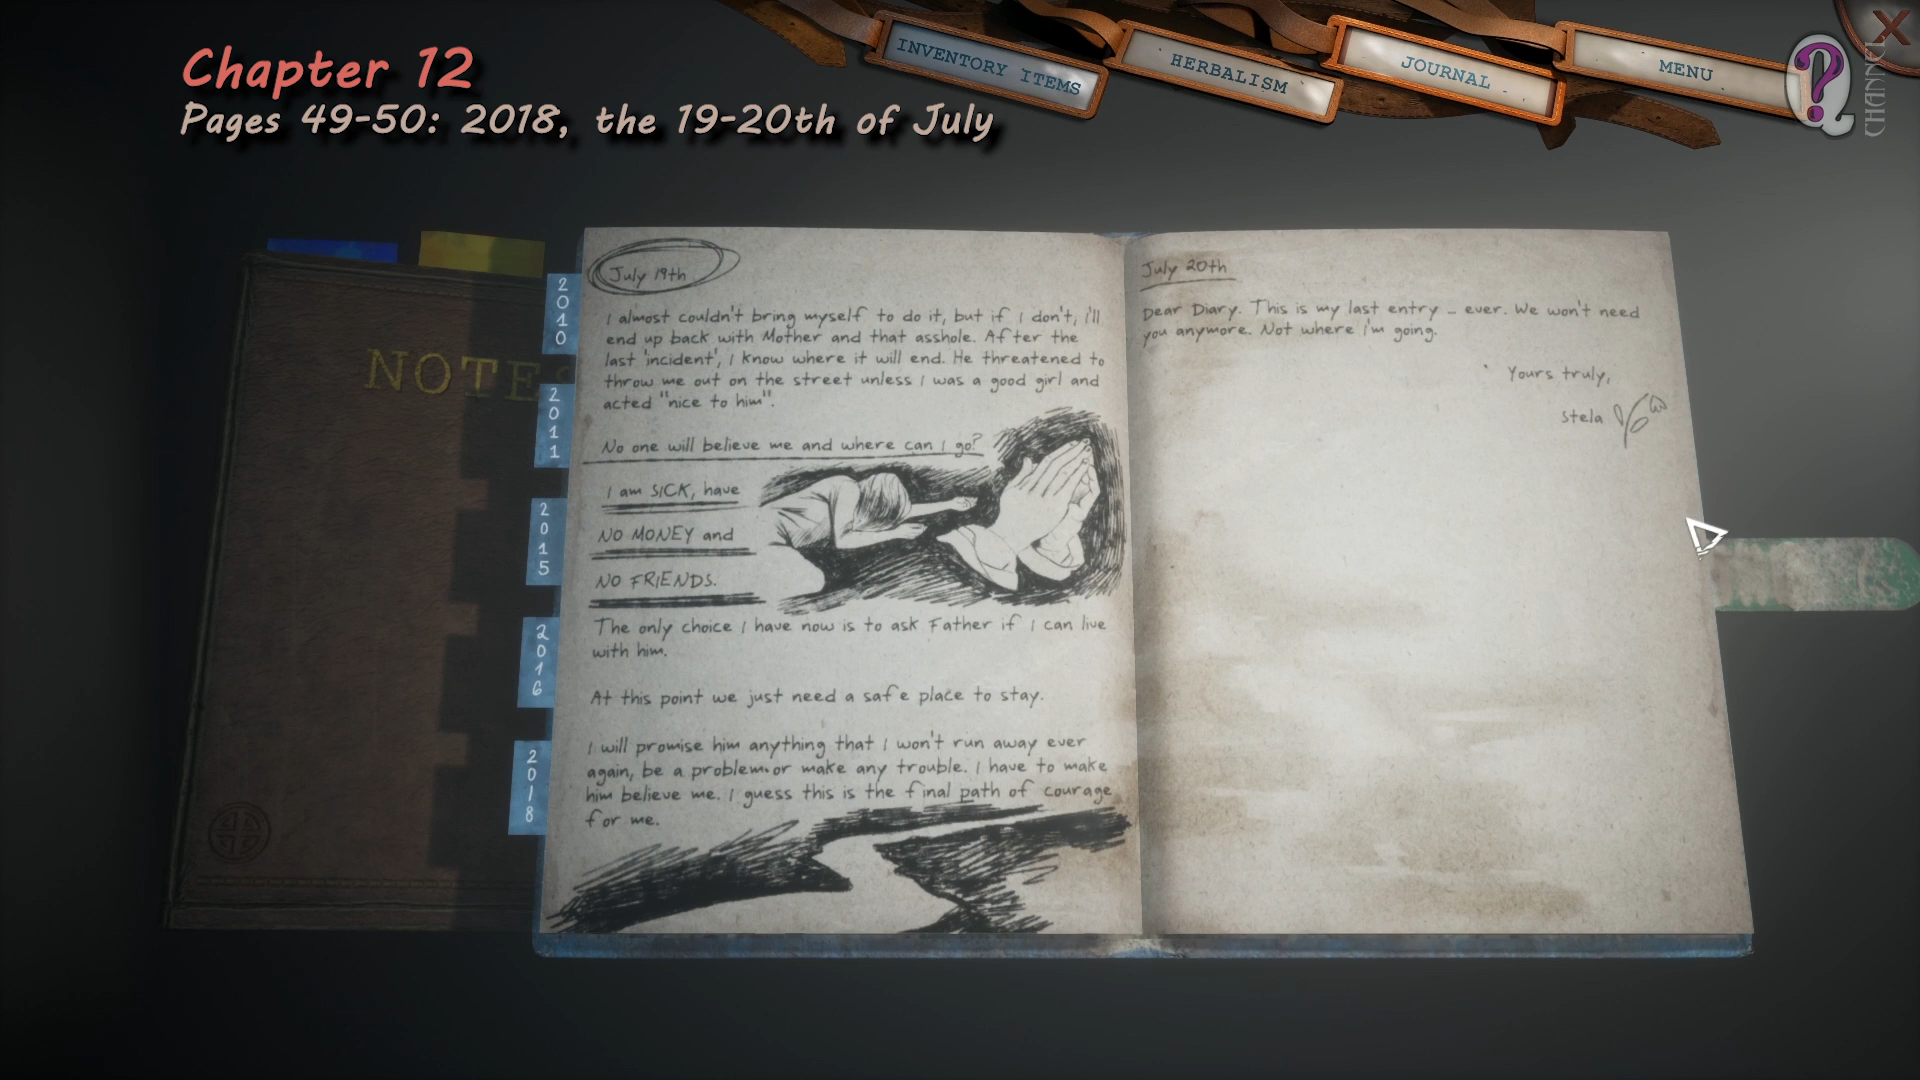 Chapter 12
Pages 49-50: 2018, the 19-20th of July
INVENTORY ITEMS
HERBALISM
JOURNAL
MENU
CHANNEL
NOTE
2010
2011
2015
2016
2018
July 19th
I almost couldn't bring myself to do it, but if I don't, i'll
end up back with Mother and that asshole. After the
last 'incident', I know where it will end. He threatened to
throw me out on the street unless I was a good girl and
acted "nice to him".
No one will believe me and where can I go?
I am SICK, have
NO MONEY and
NO FRIENDS.
The only choice I have now is to ask Father if I can live
with him.
At this point we just need a safe place to stay.
I will promise him anything that I won't run away ever
again, be a problem or make any trouble. I have to make
him believe me. I guess this is the final path of courage
for me.
July 20th
Dear Diary. This is my last entry - ever. We won't need
you anymore. Not where i'm going.
Yours truly,
Stela